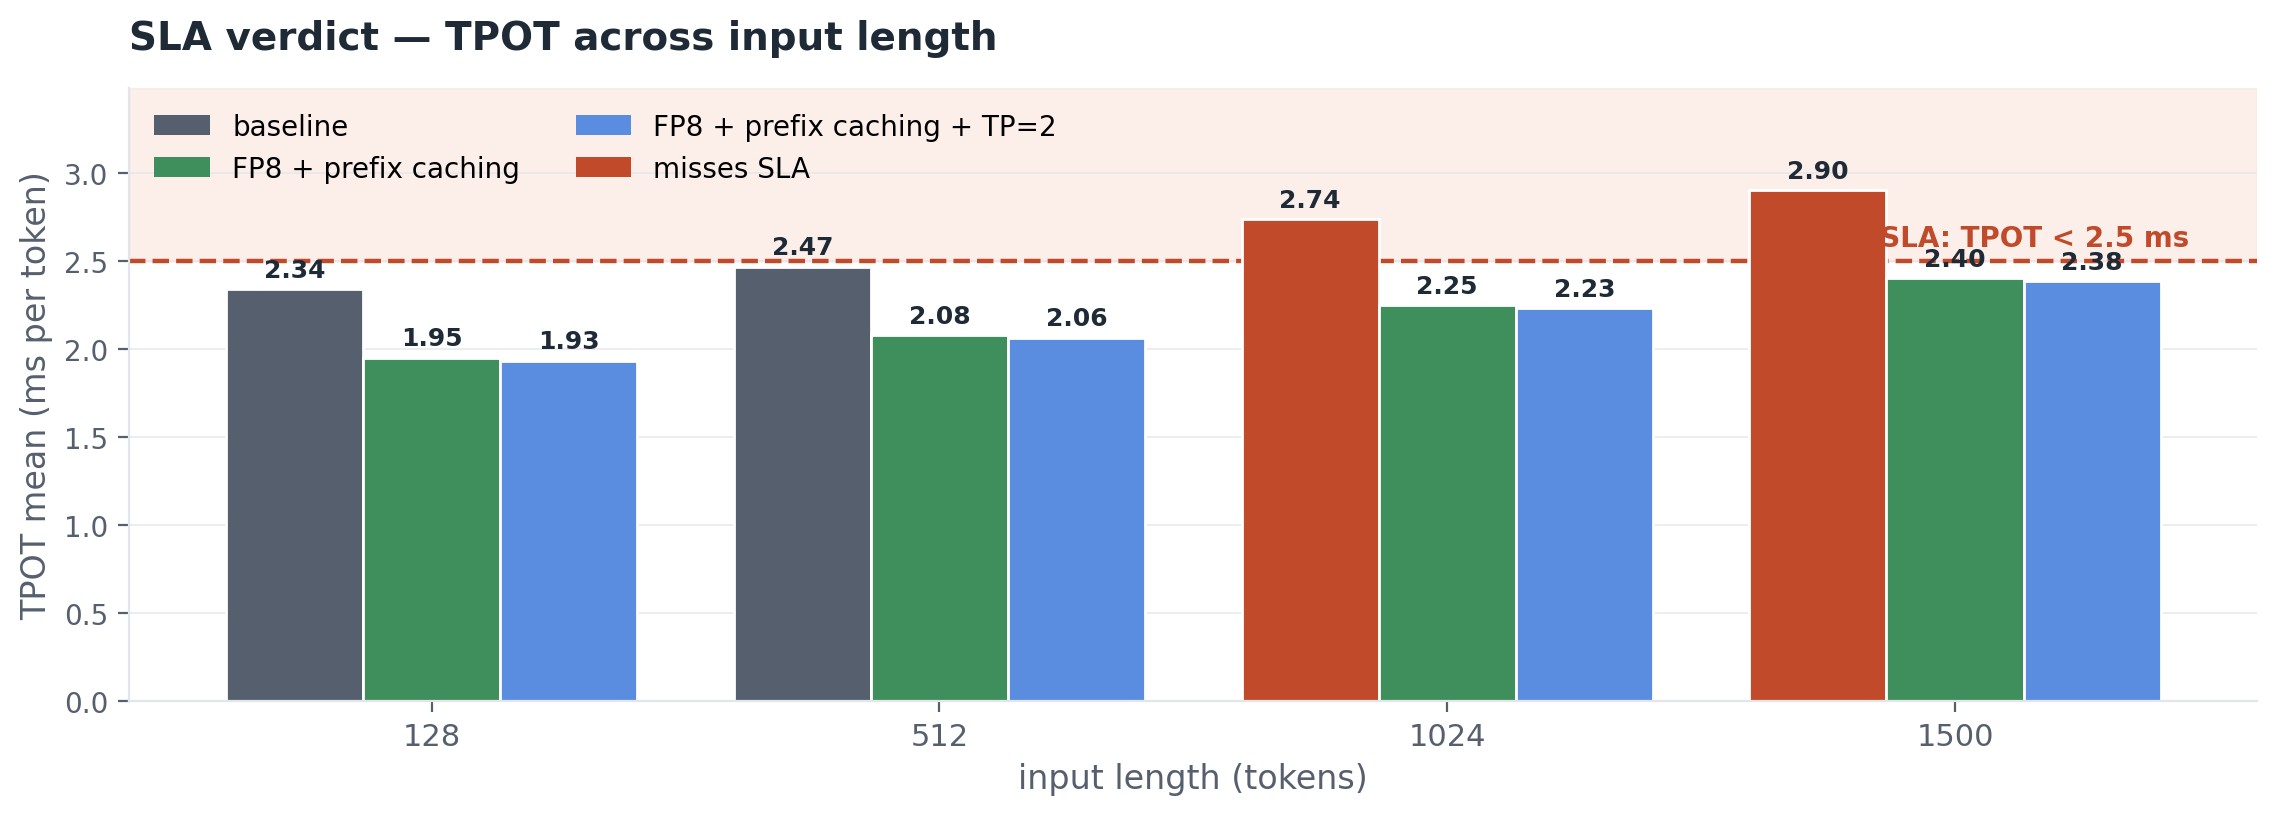 SLA verdict — TPOT across input length
baseline
FP8 + prefix caching
FP8 + prefix caching + TP=2
misses SLA
TPOT mean (ms per token)
3.0
2.5
2.0
1.5
1.0
0.5
0.0
2.34
1.95
1.93
2.47
2.08
2.06
2.74
2.25
2.23
2.90
2.40
2.38
SLA: TPOT < 2.5 ms
128
512
1024
1500
input length (tokens)